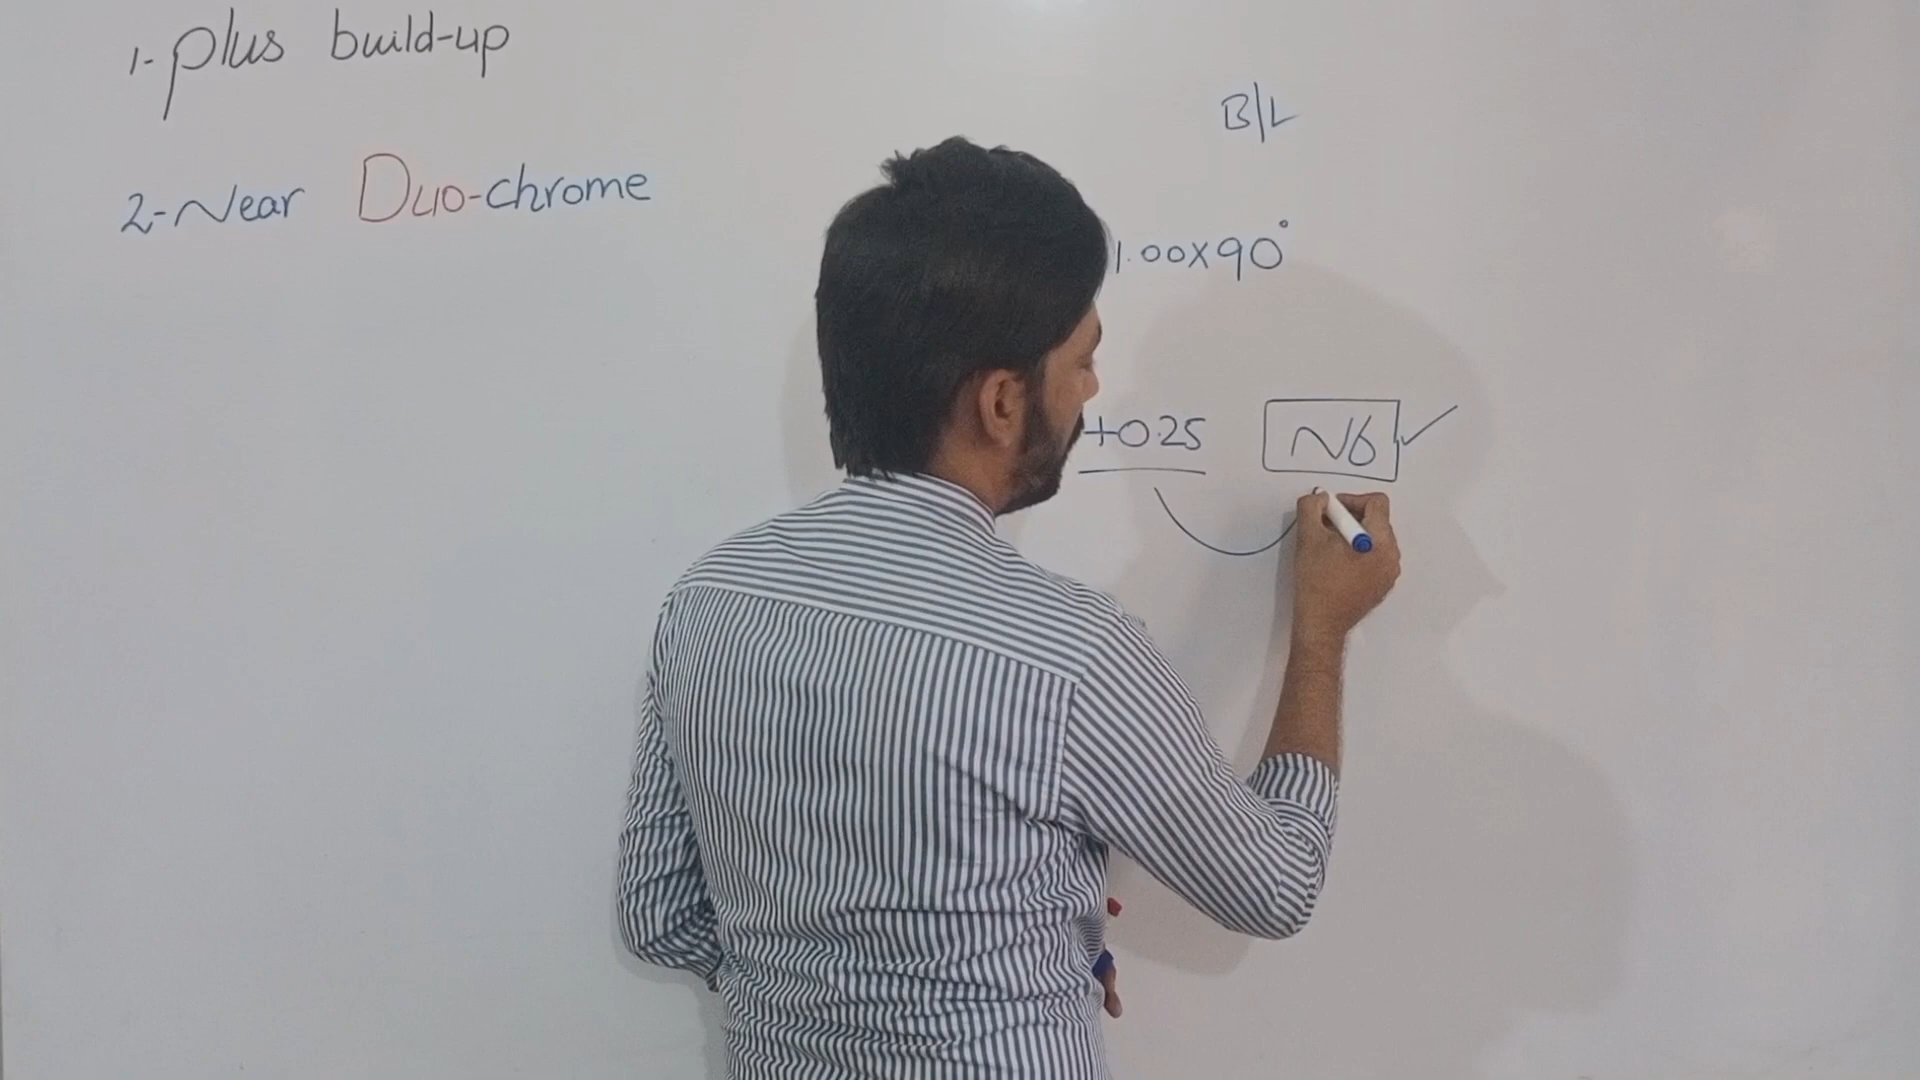 1- plus build-up
2- Near Duo-chrome
B/L
1.00x90°
+0.25 N6